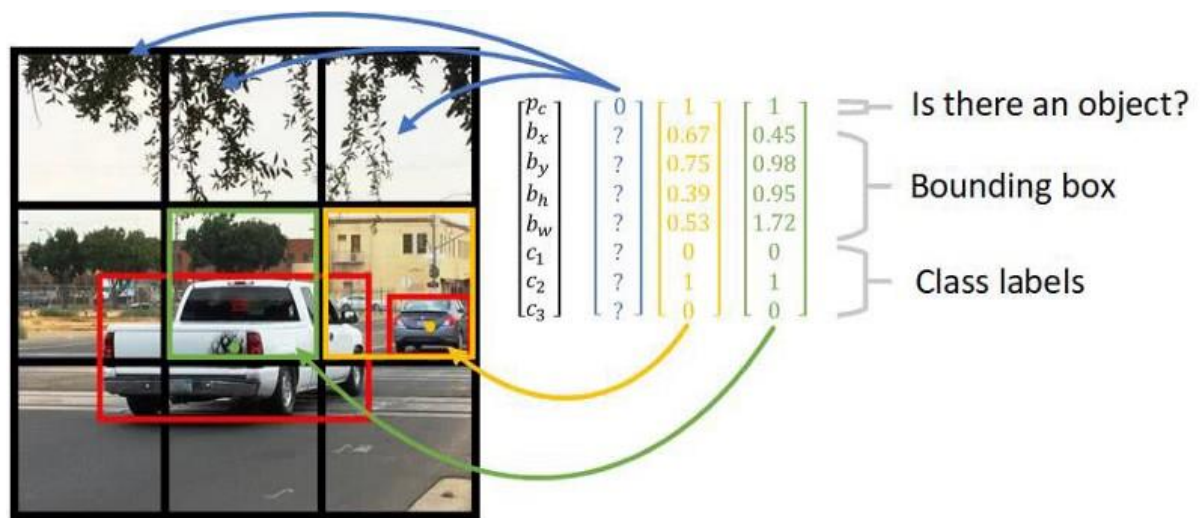 p_c 0 1 1 Is there an object?
b_x ? 0.67 0.45
b_y ? 0.75 0.98
b_h ? 0.39 0.95 Bounding box
b_w ? 0.53 1.72
c_1 ? 0 0
c_2 ? 1 1 Class labels
c_3 ? 0 0